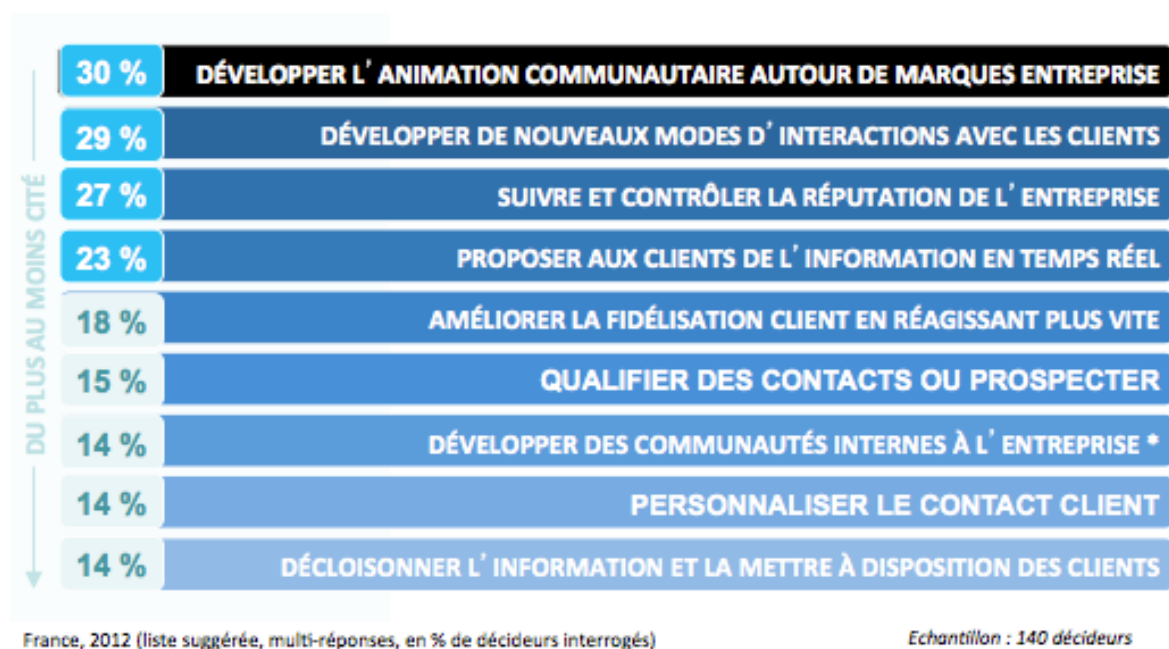 30 % DÉVELOPPER L' ANIMATION COMMUNAUTAIRE AUTOUR DE MARQUES ENTREPRISE
29 % DÉVELOPPER DE NOUVEAUX MODES D' INTERACTIONS AVEC LES CLIENTS
27 % SUIVRE ET CONTRÔLER LA RÉPUTATION DE L' ENTREPRISE
23 % PROPOSER AUX CLIENTS DE L' INFORMATION EN TEMPS RÉEL
18 % AMÉLIORER LA FIDÉLISATION CLIENT EN RÉAGISSANT PLUS VITE
15 % QUALIFIER DES CONTACTS OU PROSPECTER
14 % DÉVELOPPER DES COMMUNAUTÉS INTERNES À L' ENTREPRISE *
14 % PERSONNALISER LE CONTACT CLIENT
14 % DÉCLOISONNER L' INFORMATION ET LA METTRE À DISPOSITION DES CLIENTS
DU PLUS AU MOINS CITÉ
France, 2012 (liste suggérée, multi-réponses, en % de décideurs interrogés)
Echantillon : 140 décideurs